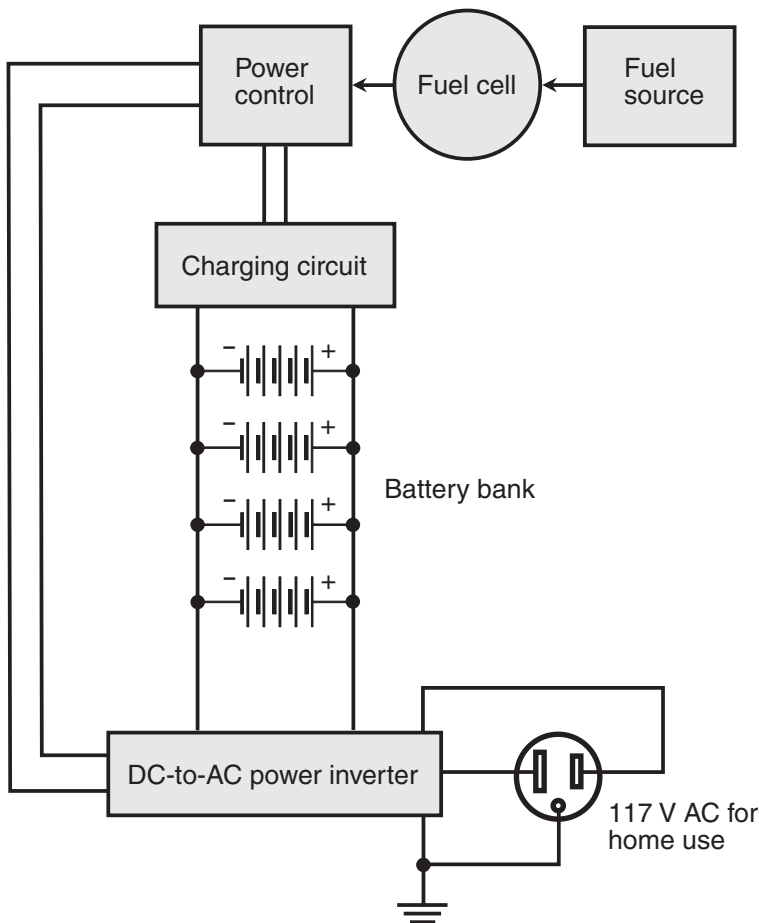 Power
control
Fuel cell
Fuel
source
Charging circuit
− +
− +
Battery bank
− +
− +
DC-to-AC power inverter
117 V AC for
home use